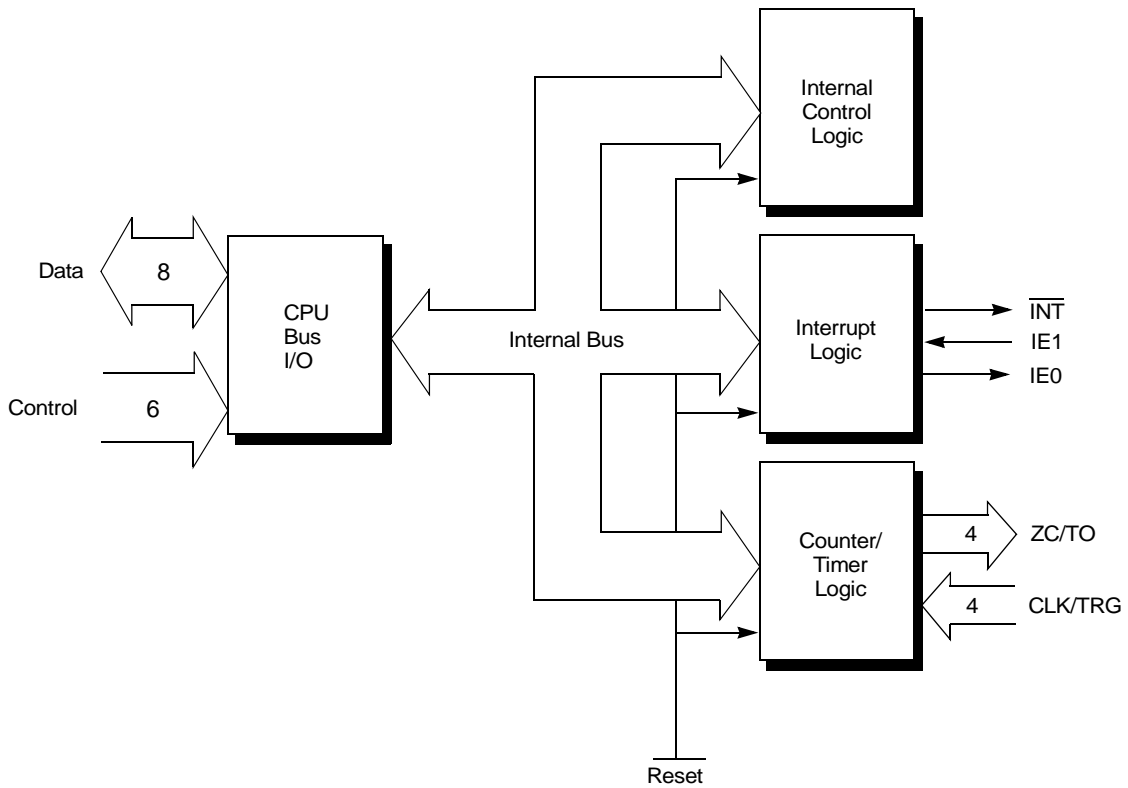 Internal
Control
Logic
Data
8
CPU
Bus
I/O
Control
6
Internal Bus
Interrupt
Logic
INT
IE1
IE0
Counter/
Timer
Logic
4
ZC/TO
4
CLK/TRG
Reset